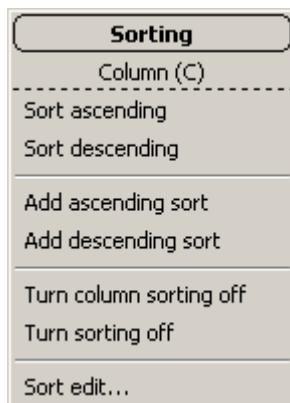 Sorting
Column (C)
Sort ascending
Sort descending
Add ascending sort
Add descending sort
Turn column sorting off
Turn sorting off
Sort edit...